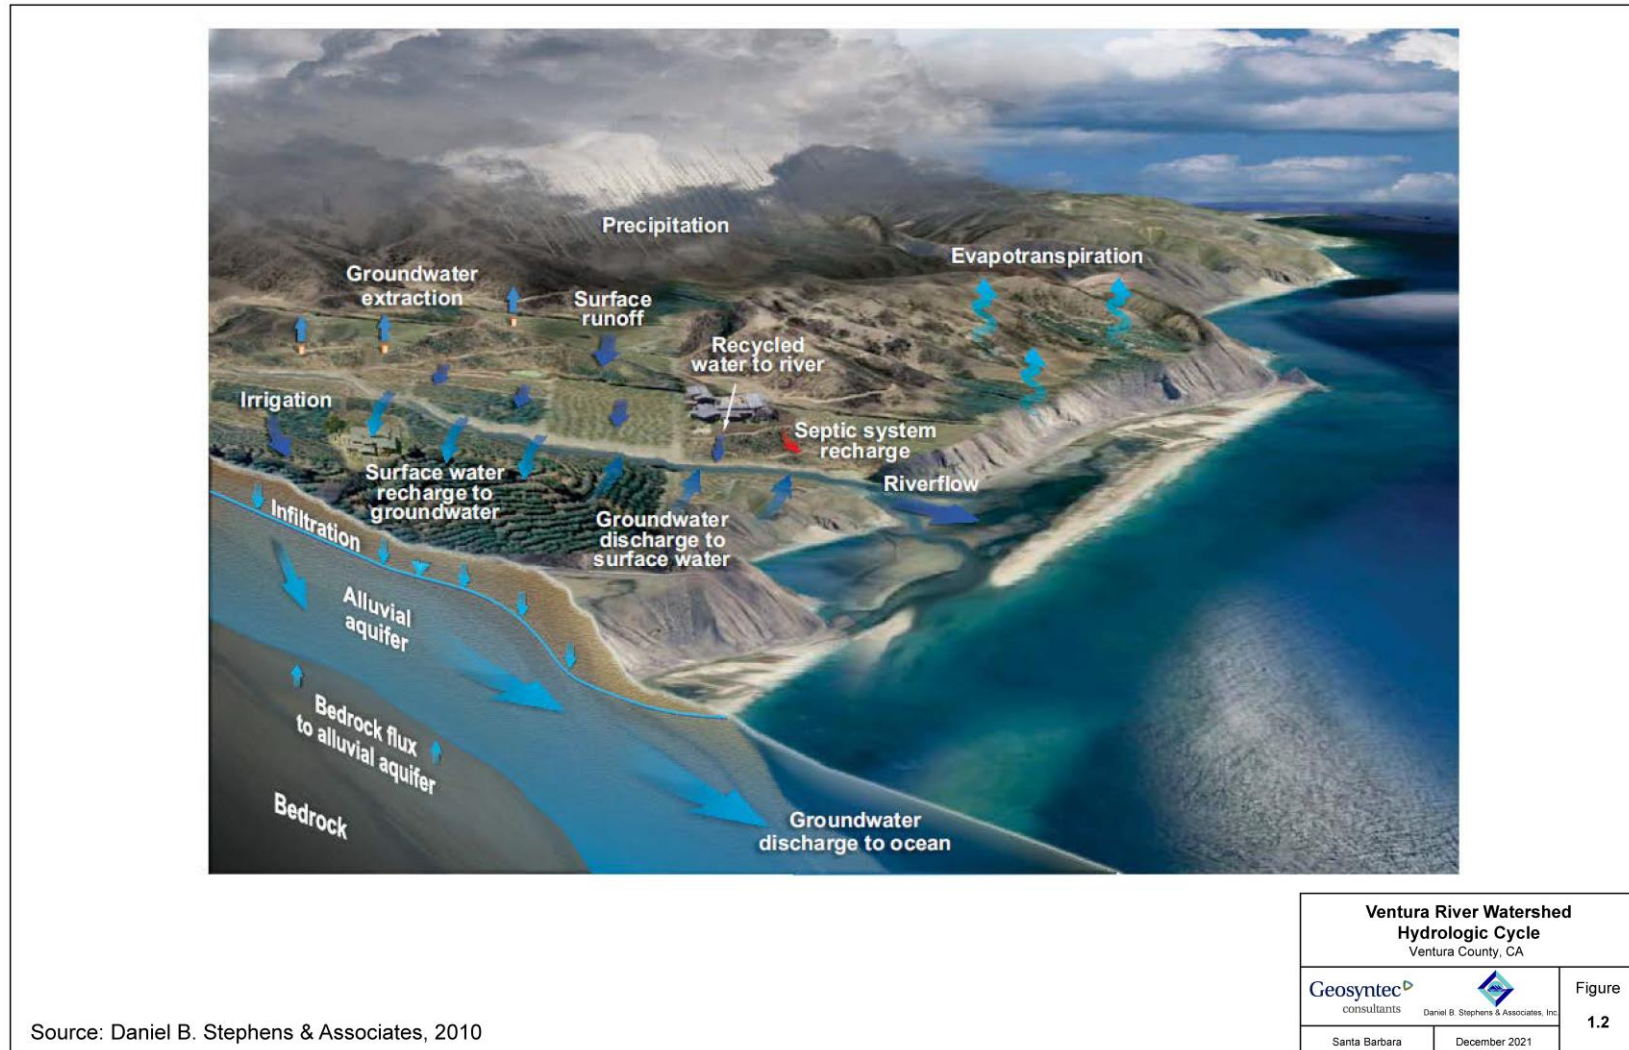 Precipitation
Evapotranspiration
Groundwater
extraction
Surface
runoff
Recycled
water to river
Irrigation
Septic system
recharge
Surface water
recharge to
groundwater
Riverflow
Infiltration
Groundwater
discharge to
surface water
Alluvial
aquifer
Bedrock flux
to alluvial aquifer
Bedrock
Groundwater
discharge to ocean
Ventura River Watershed
Hydrologic Cycle
Ventura County, CA
Geosyntec
consultants
Daniel B. Stephens & Associates, Inc.
Figure
1.2
Santa Barbara
December 2021
Source: Daniel B. Stephens & Associates, 2010